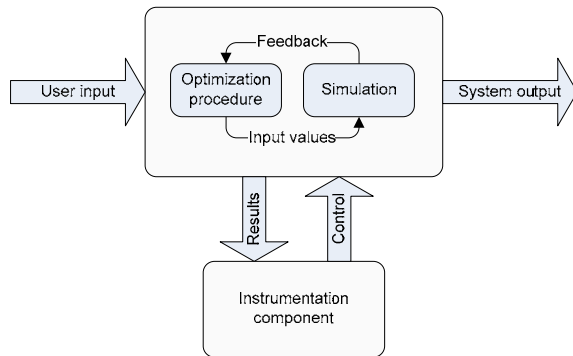 Feedback
User input
Optimization
procedure
Simulation
System output
Input values
Results
Control
Instrumentation
component